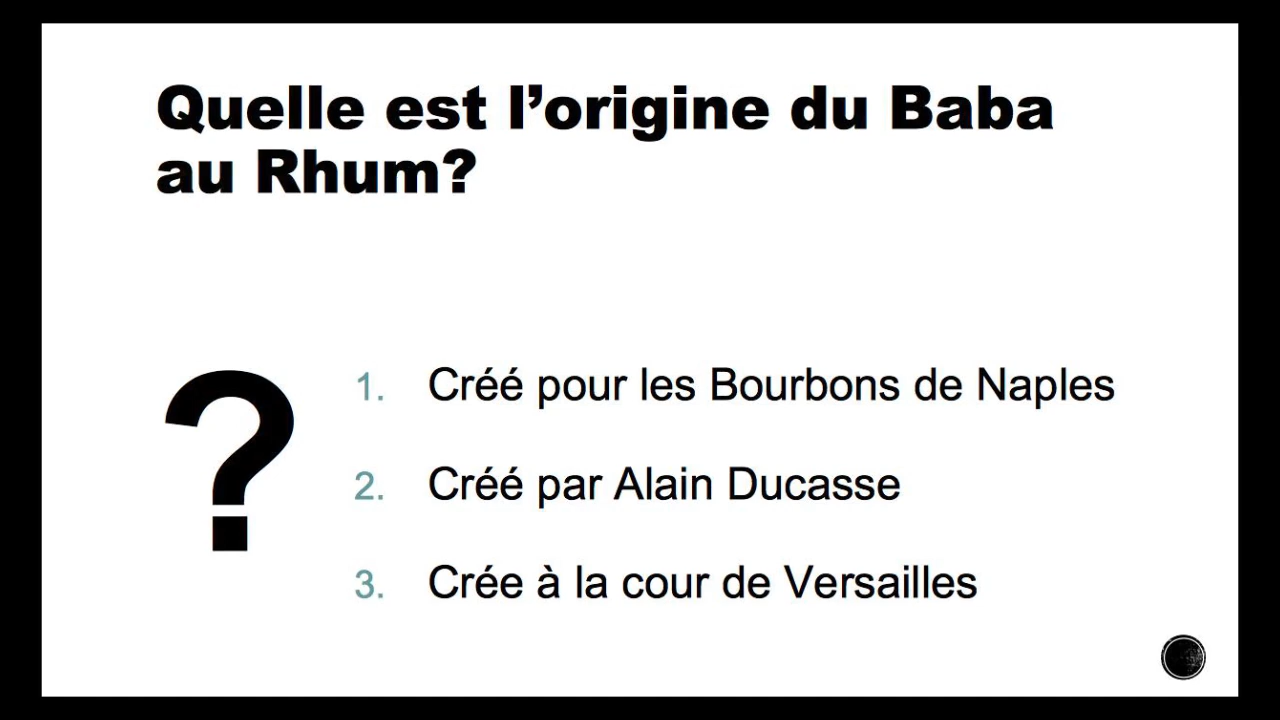 Quelle est l’origine du Baba
au Rhum?
?
1. Créé pour les Bourbons de Naples
2. Créé par Alain Ducasse
3. Crée à la cour de Versailles